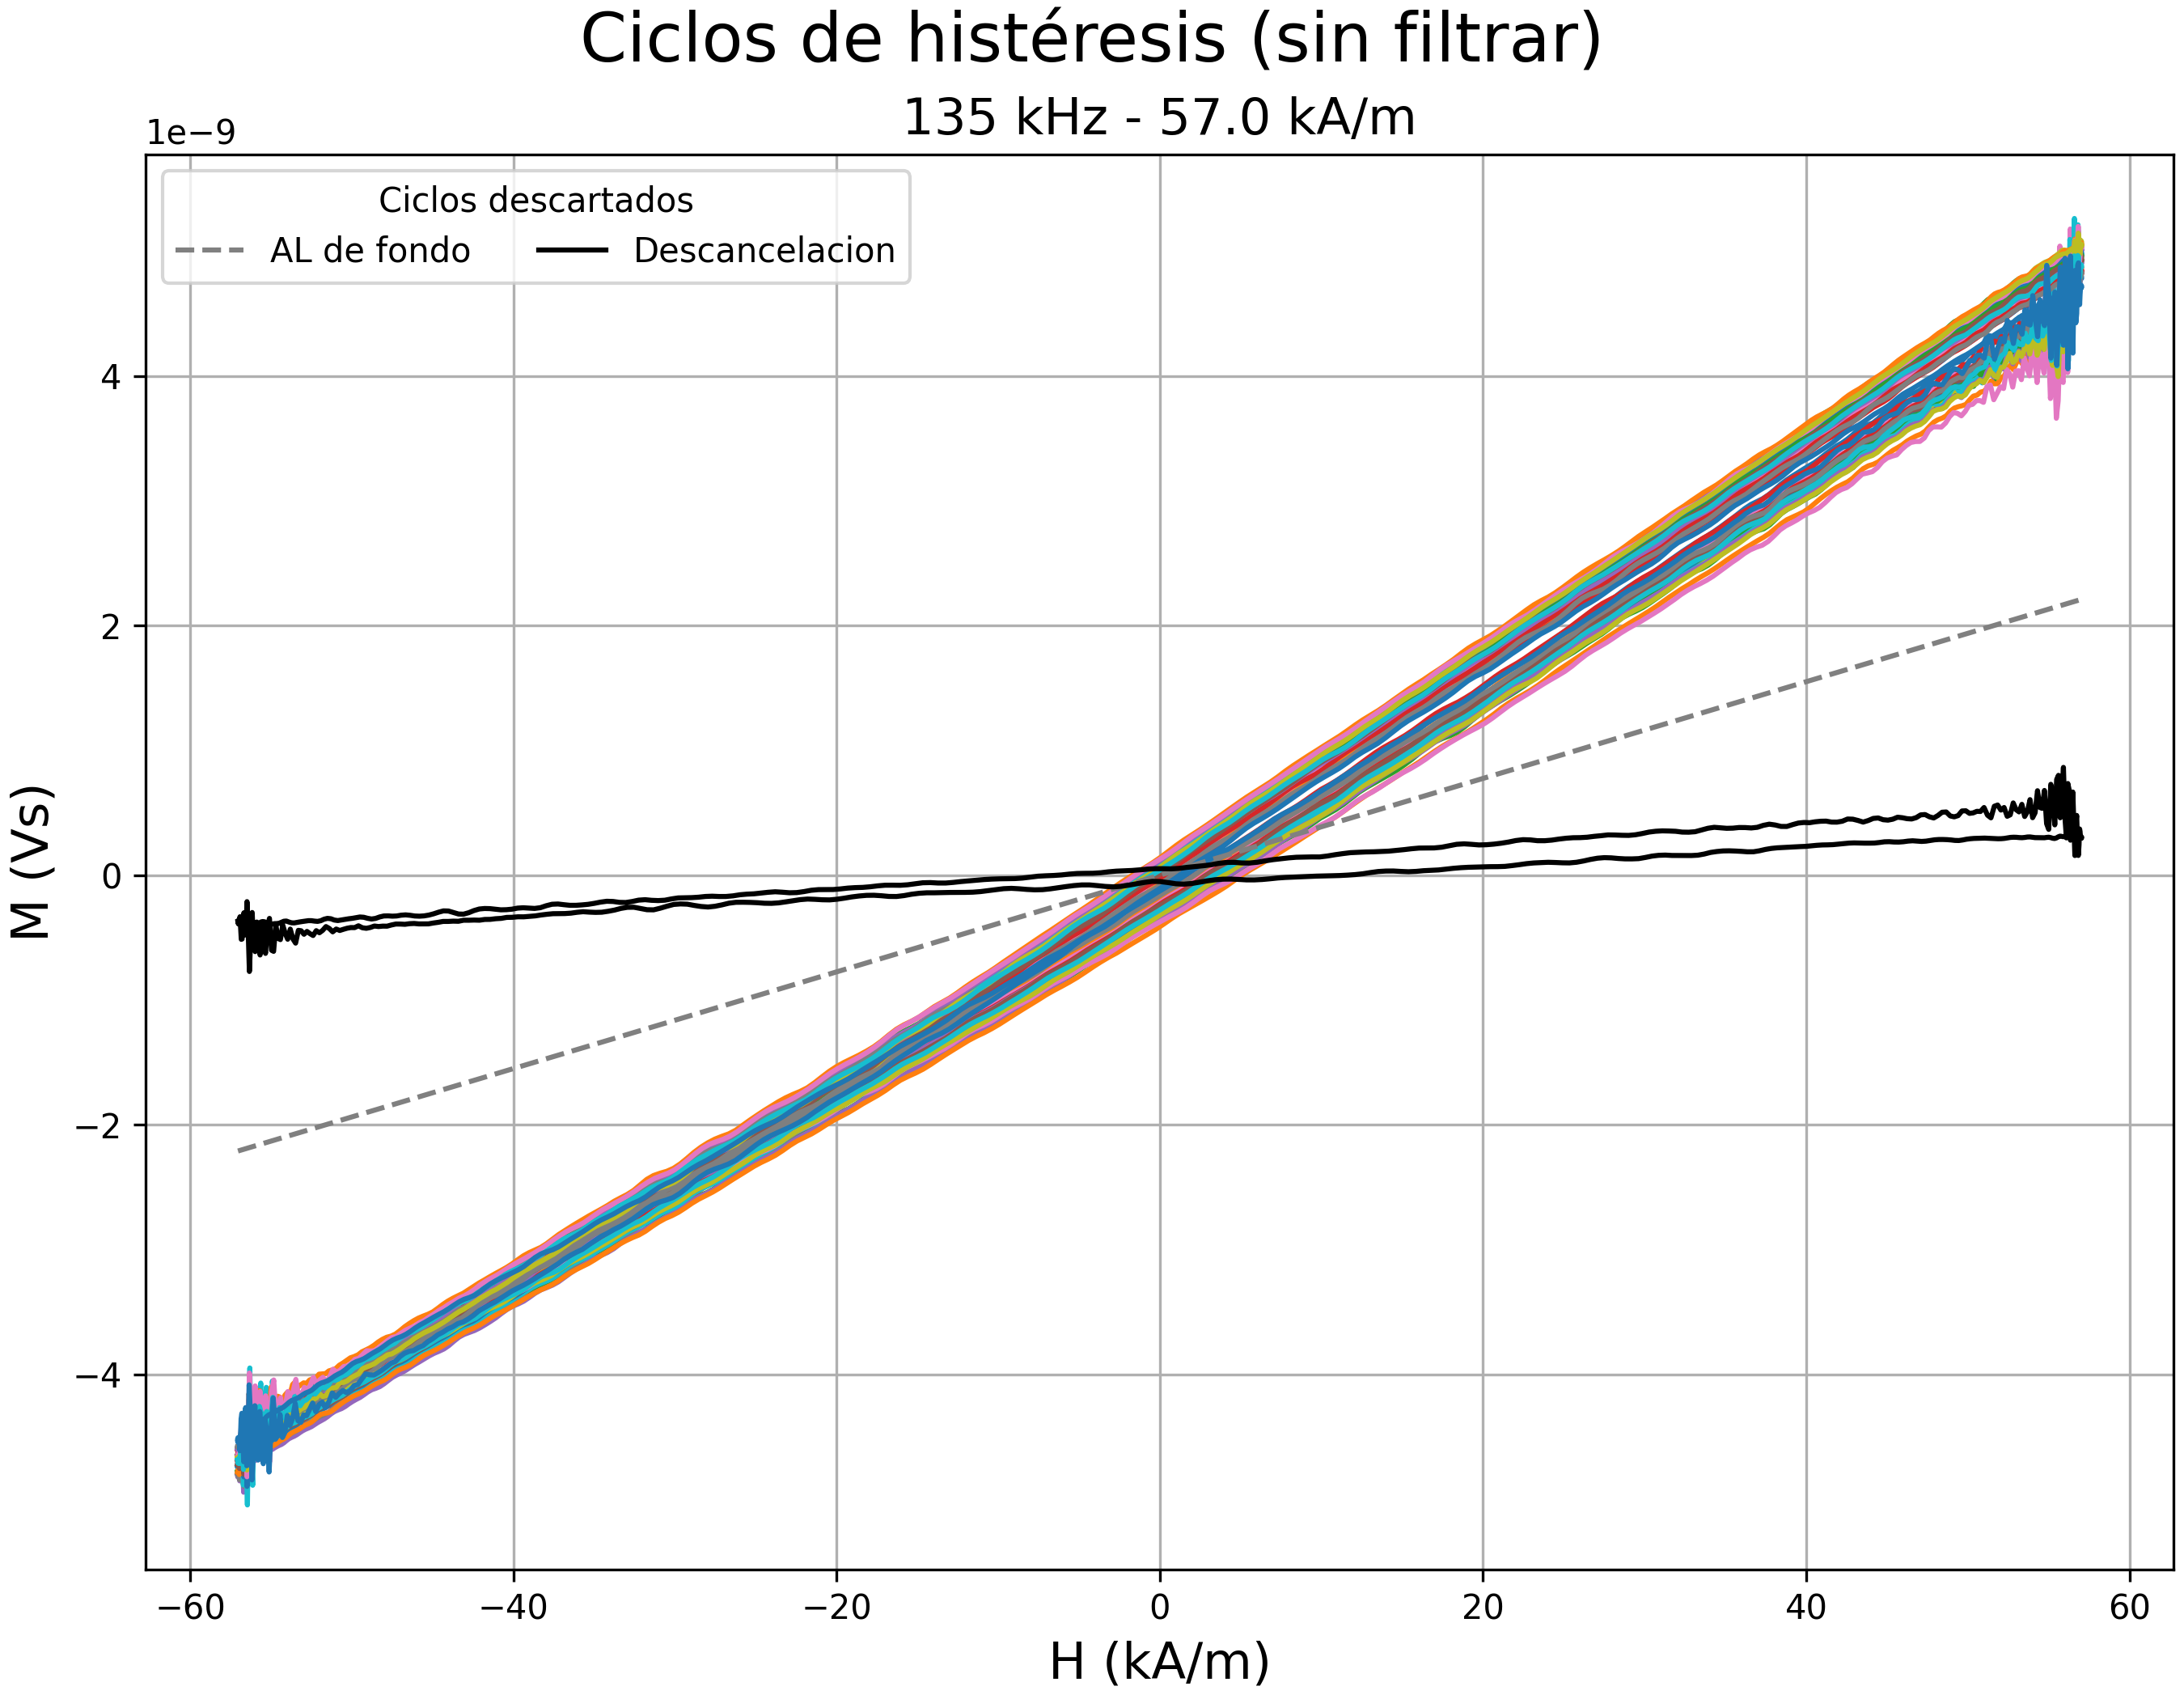 Ciclos de histéresis (sin filtrar)
135 kHz - 57.0 kA/m
1e−9
Ciclos descartados
AL de fondo
Descancelacion
4
2
0
−2
−4
M (Vs)
−60
−40
−20
0
20
40
60
H (kA/m)